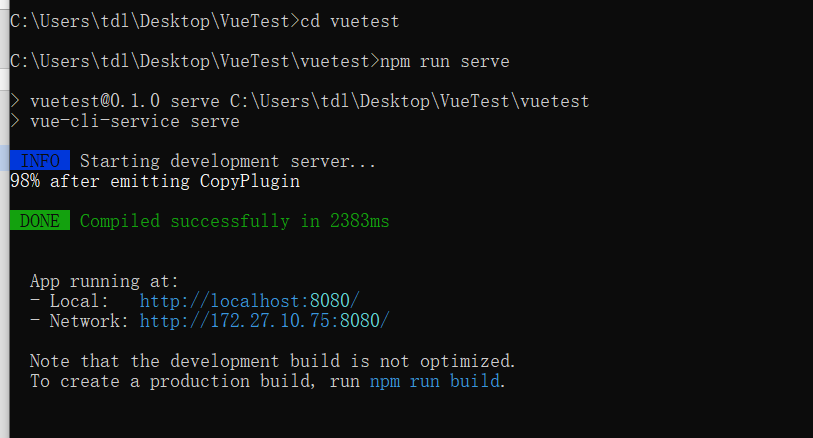 C:\Users\tdl\Desktop\VueTest>cd vuetest
C:\Users\tdl\Desktop\VueTest\vuetest>npm run serve
> vuetest@0.1.0 serve C:\Users\tdl\Desktop\VueTest\vuetest
> vue-cli-service serve
INFO Starting development server...
98% after emitting CopyPlugin
DONE Compiled successfully in 2383ms
App running at:
- Local: http://localhost:8080/
- Network: http://172.27.10.75:8080/
Note that the development build is not optimized.
To create a production build, run npm run build.